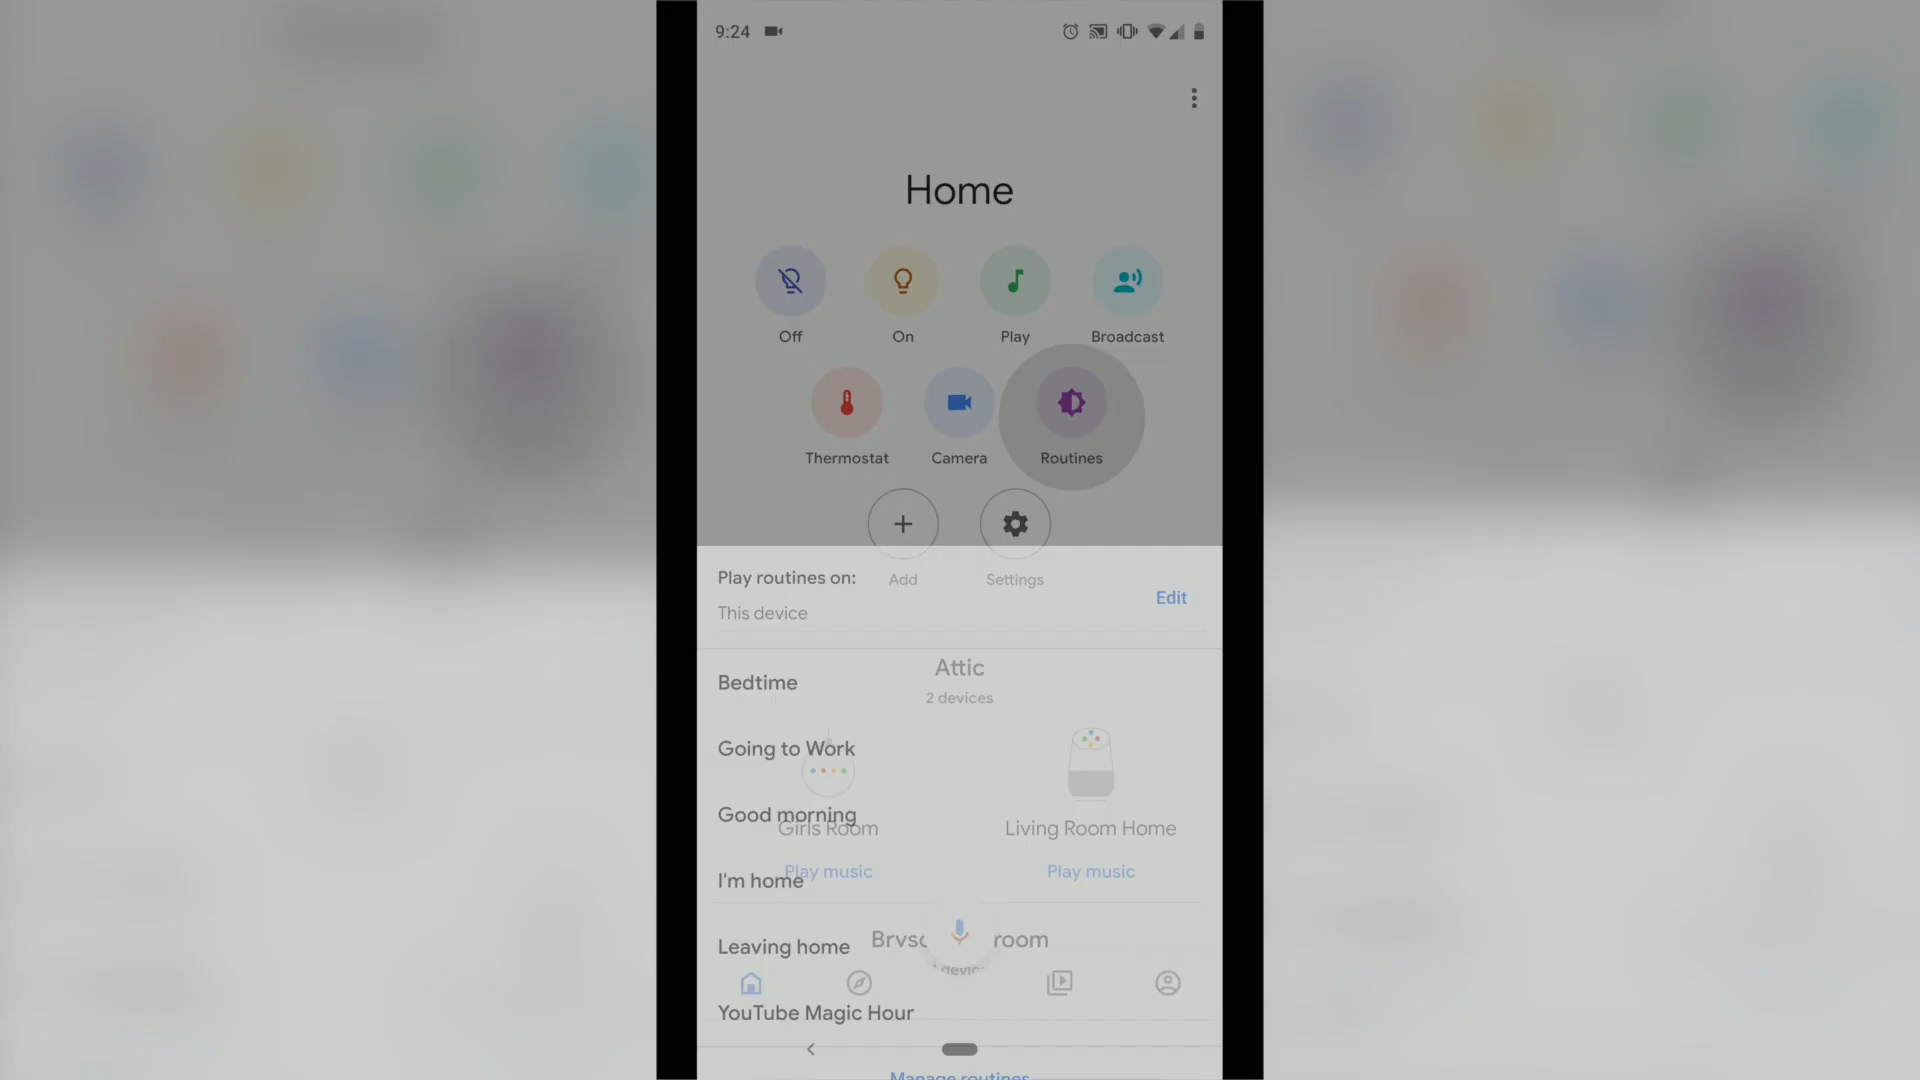 9:24
Home
Off
On
Play
Broadcast
Thermostat
Camera
Routines
Add
Settings
Play routines on:
This device
Edit
Attic
2 devices
Bedtime
Going to Work
Good morning
Girls Room
Living Room Home
Play music
Play music
I'm home
Leaving home
room
YouTube Magic Hour
Manage routines